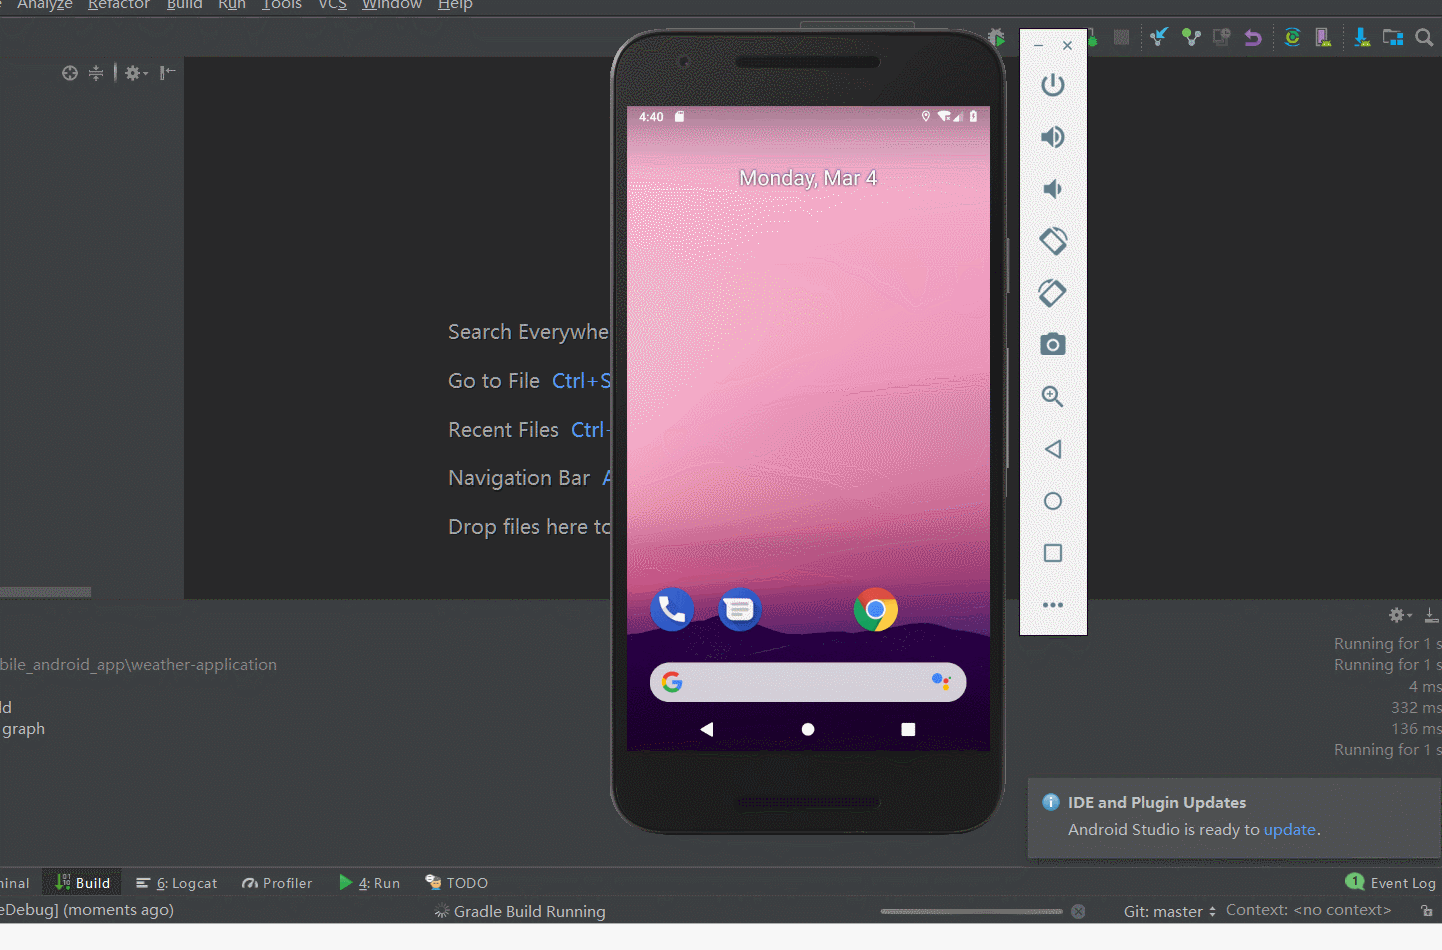 Analyze Refactor Build Run Tools VCS Window Help
4:40
Monday, Mar 4
Search Everywhe
Go to File Ctrl+S
Recent Files Ctrl+
Navigation Bar A
Drop files here to
bile_android_app\weather-application
ld
graph
Running for 1 s
Running for 1 s
4 ms
332 ms
136 ms
Running for 1 s
IDE and Plugin Updates
Android Studio is ready to update.
ninal Build 6: Logcat Profiler 4: Run TODO 1 Event Log
eDebug] (moments ago) Gradle Build Running Git: master Context: <no context>